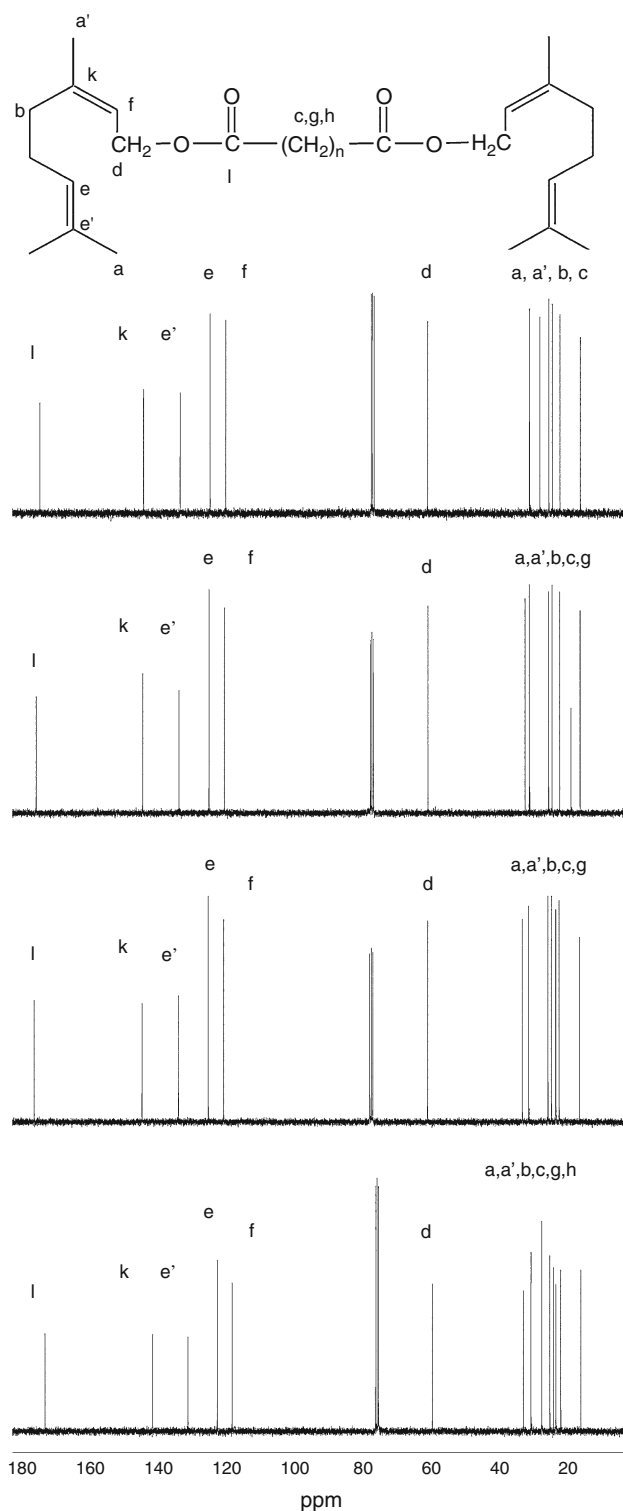 a'
k
b
f
O
O
c,g,h
CH2
O
C
(CH2)n
C
O
H2C
d
l
e
e'
a
e f d a, a', b, c
k e'
l
e f d a,a',b,c,g
k e'
l
e f d a,a',b,c,g
k e'
l
a,a',b,c,g,h
e f d
k e'
l
180 160 140 120 100 80 60 40 20
ppm